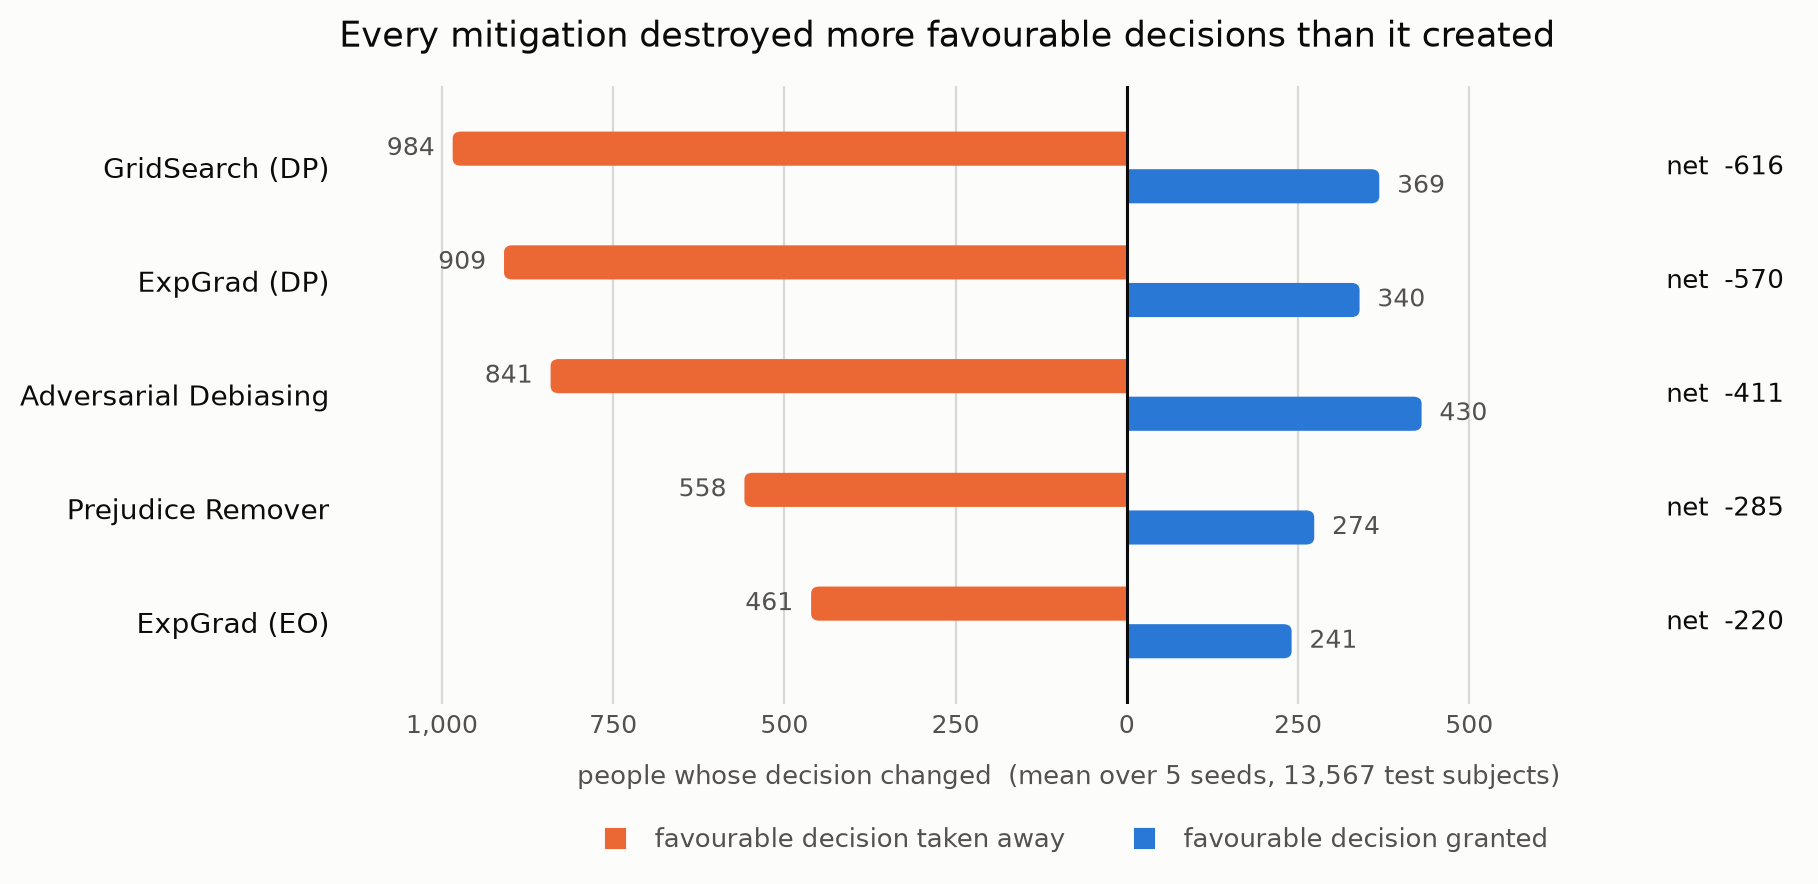 Every mitigation destroyed more favourable decisions than it created
GridSearch (DP) 984 369 net -616
ExpGrad (DP) 909 340 net -570
Adversarial Debiasing 841 430 net -411
Prejudice Remover 558 274 net -285
ExpGrad (EO) 461 241 net -220
1,000 750 500 250 0 250 500
people whose decision changed (mean over 5 seeds, 13,567 test subjects)
favourable decision taken away favourable decision granted